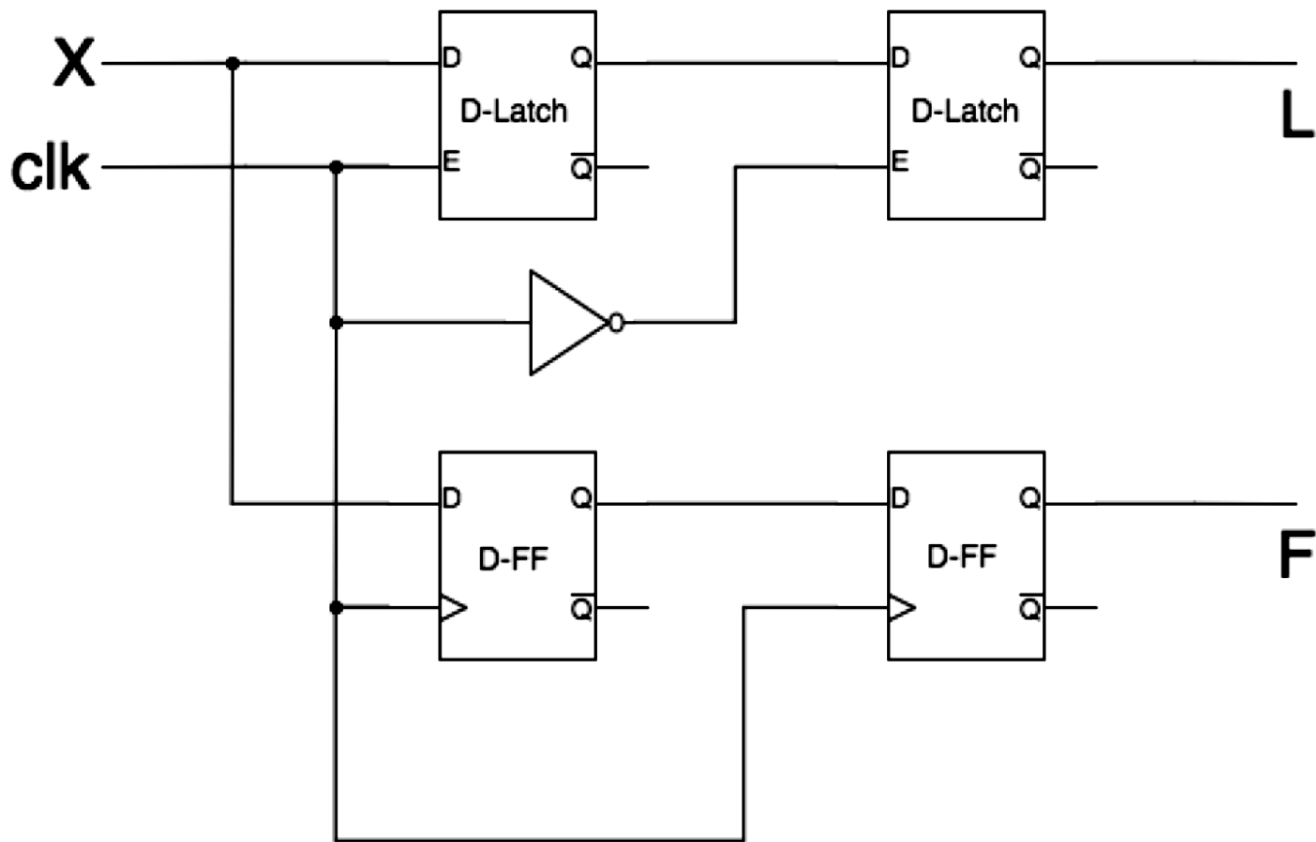 X
D Q D Q
D-Latch D-Latch
L
clk
E Q̅ E Q̅
D Q D Q
D-FF D-FF
F
Q̅ Q̅